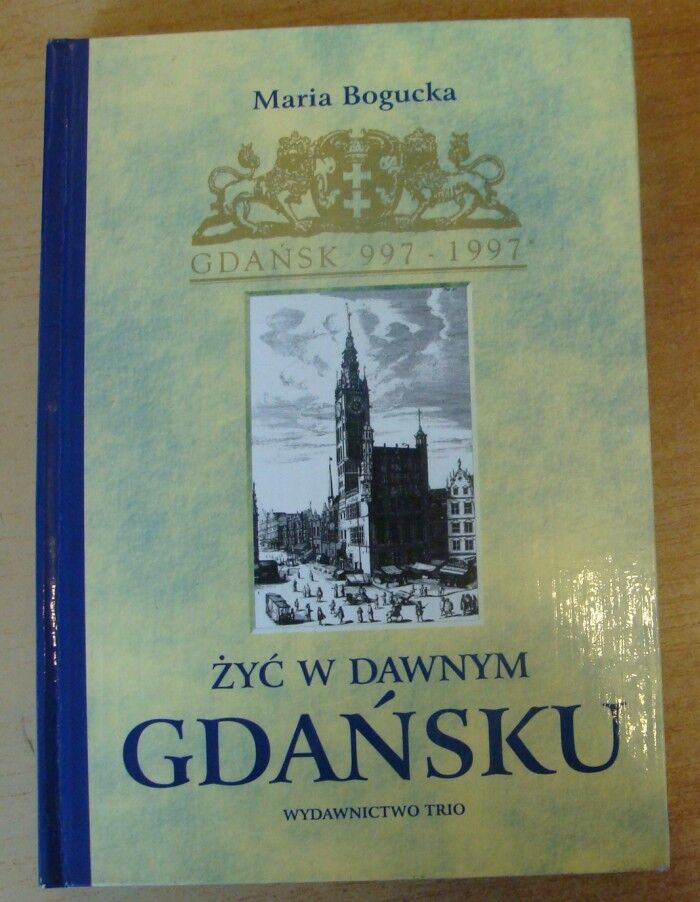 Maria Bogucka
GDAŃSK 997 - 1997
ŻYĆ W DAWNYM
GDAŃSKU
WYDAWNICTWO TRIO